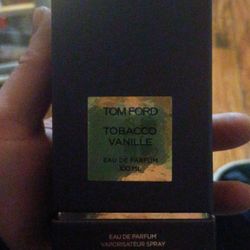 TOM FORD
TOBACCO
VANILLE
EAU DE PARFUM
100 ML
EAU DE PARFUM
VAPORISATEUR SPRAY